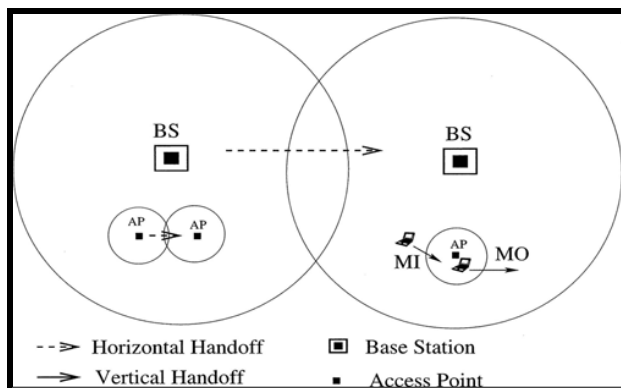 BS
BS
AP
AP
AP
MI
MO
Horizontal Handoff
Base Station
Vertical Handoff
Access Point